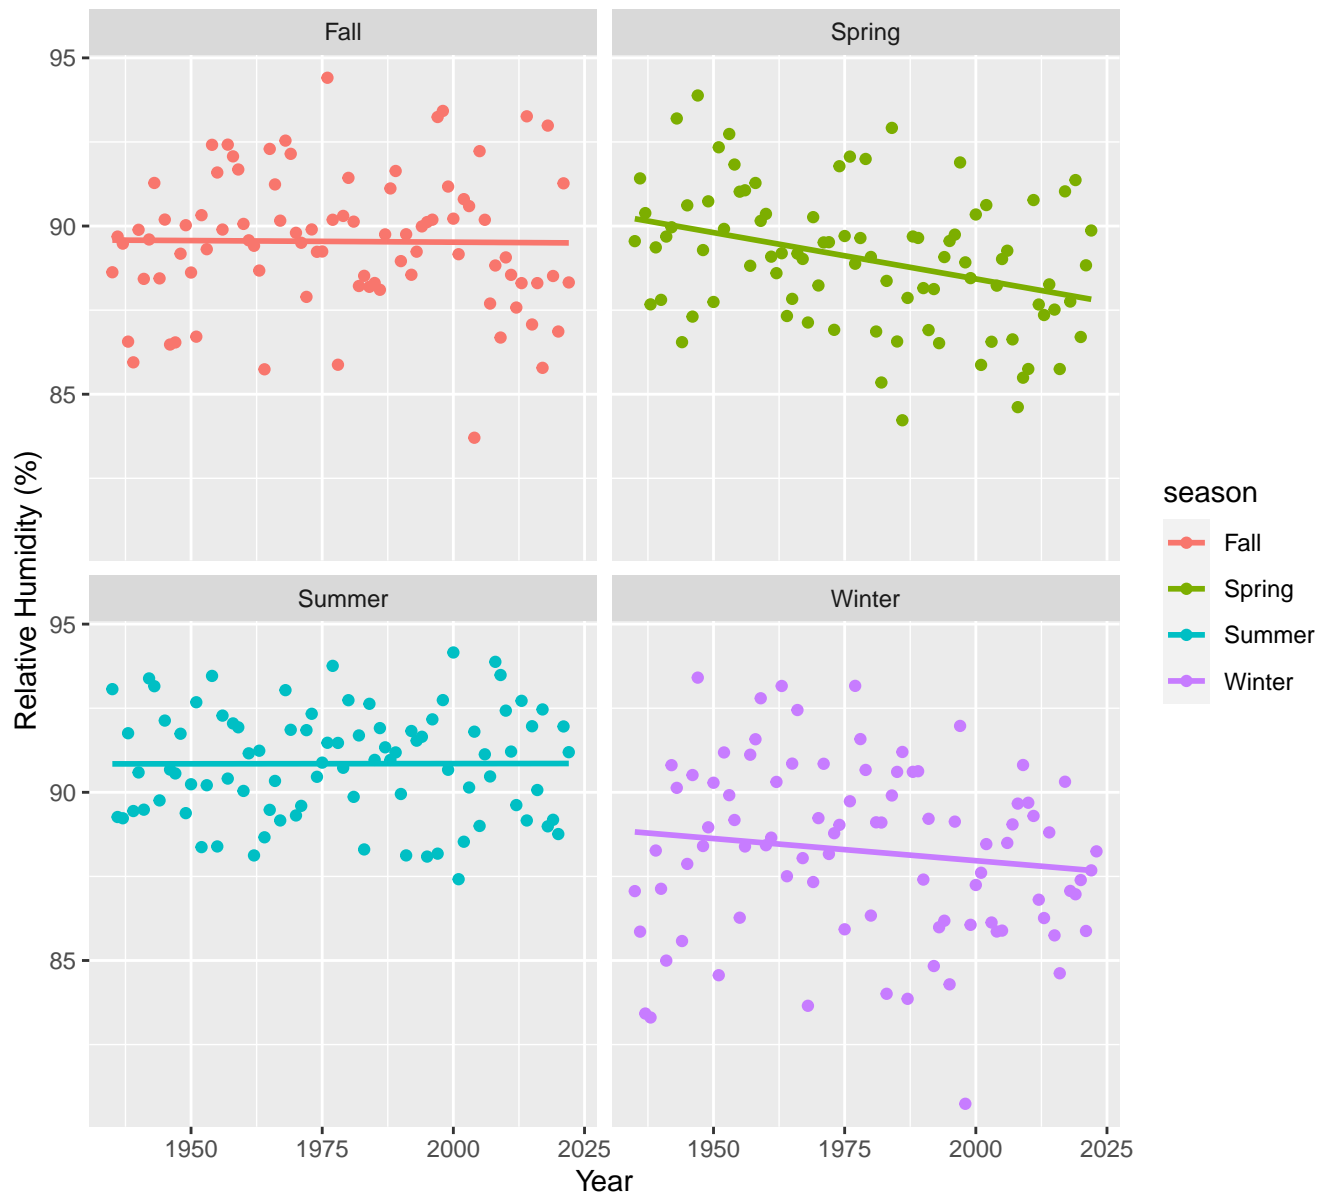 Fall
Spring
95
90
85
Summer
Winter
95
90
85
1950
1975
2000
2025
1950
1975
2000
2025
Year
Relative Humidity (%)
season
Fall
Spring
Summer
Winter